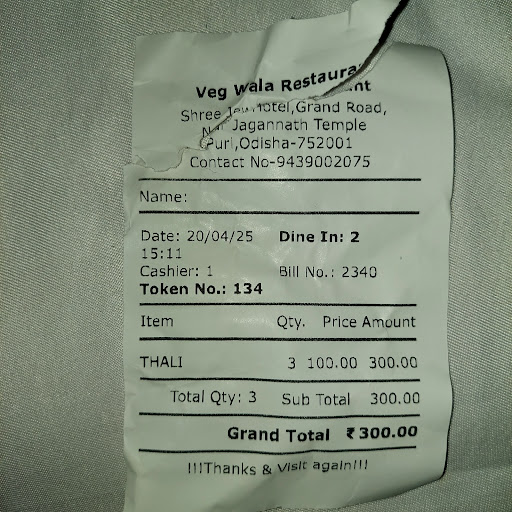 Veg Wala Restaurant
Shree Hotel,Grand Road,
Jagannath Temple
Puri,Odisha-752001
Contact No-9439002075
Name:
Date: 20/04/25 Dine In: 2
15:11
Cashier: 1 Bill No.: 2340
Token No.: 134
Item Qty. Price Amount
THALI 3 100.00 300.00
Total Qty: 3 Sub Total 300.00
Grand Total ₹300.00
!!!Thanks & Visit again!!!